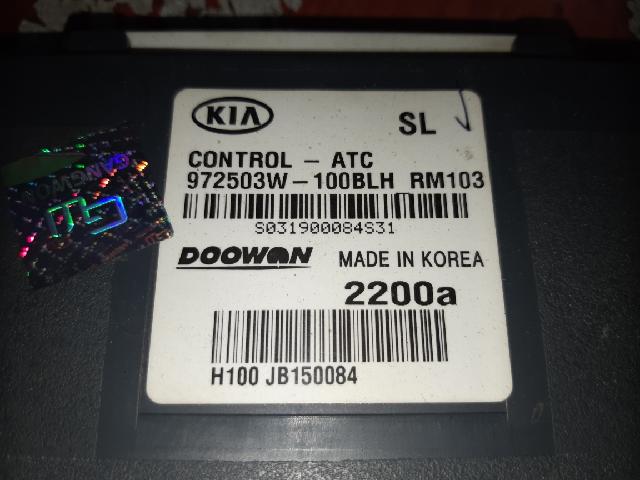 KIA
SL
CONTROL - ATC
972503W-100BLH RM103
S031900084S31
DOOWON MADE IN KOREA
2200a
H100 JB150084